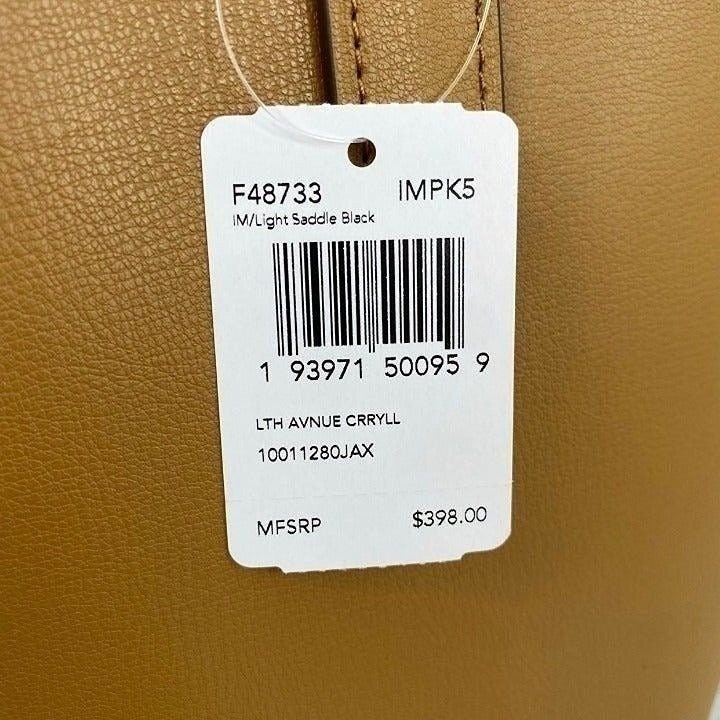 F48733 IMPK5
IM/Light Saddle Black
1 93971 50095 9
LTH AVNUE CRRYLL
10011280JAX
MFSRP $398.00